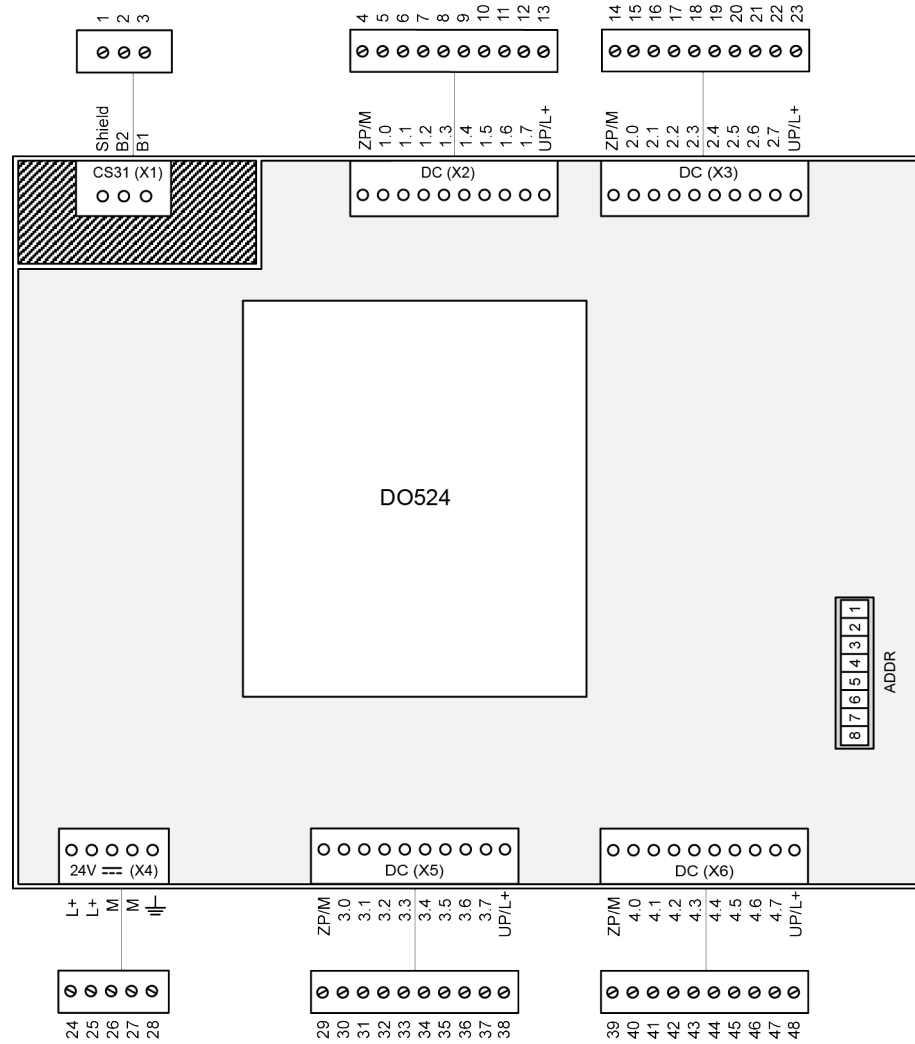 1 2 3
4 5 6 7 8 9 10 11 12 13
14 15 16 17 18 19 20 21 22 23
Shield B2 B1
ZP/M 1.0 1.1 1.2 1.3 1.4 1.5 1.6 1.7 UP/L+
ZP/M 2.0 2.1 2.2 2.3 2.4 2.5 2.6 2.7 UP/L+
CS31 (X1)
DC (X2)
DC (X3)
DO524
1 2 3 4 5 6 7 8
ADDR
24V (X4)
DC (X5)
DC (X6)
L+ L+ M M
ZP/M 3.0 3.1 3.2 3.3 3.4 3.5 3.6 3.7 UP/L+
ZP/M 4.0 4.1 4.2 4.3 4.4 4.5 4.6 4.7 UP/L+
24 25 26 27 28
29 30 31 32 33 34 35 36 37 38
39 40 41 42 43 44 45 46 47 48